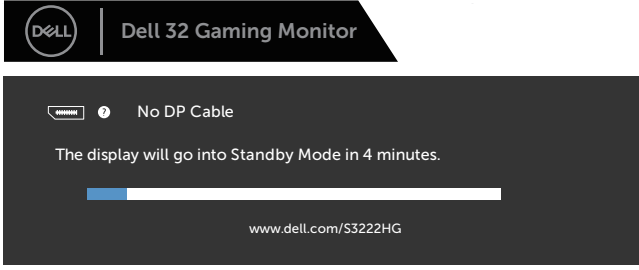 DELL
Dell 32 Gaming Monitor
? No DP Cable
The display will go into Standby Mode in 4 minutes.
www.dell.com/S3222HG